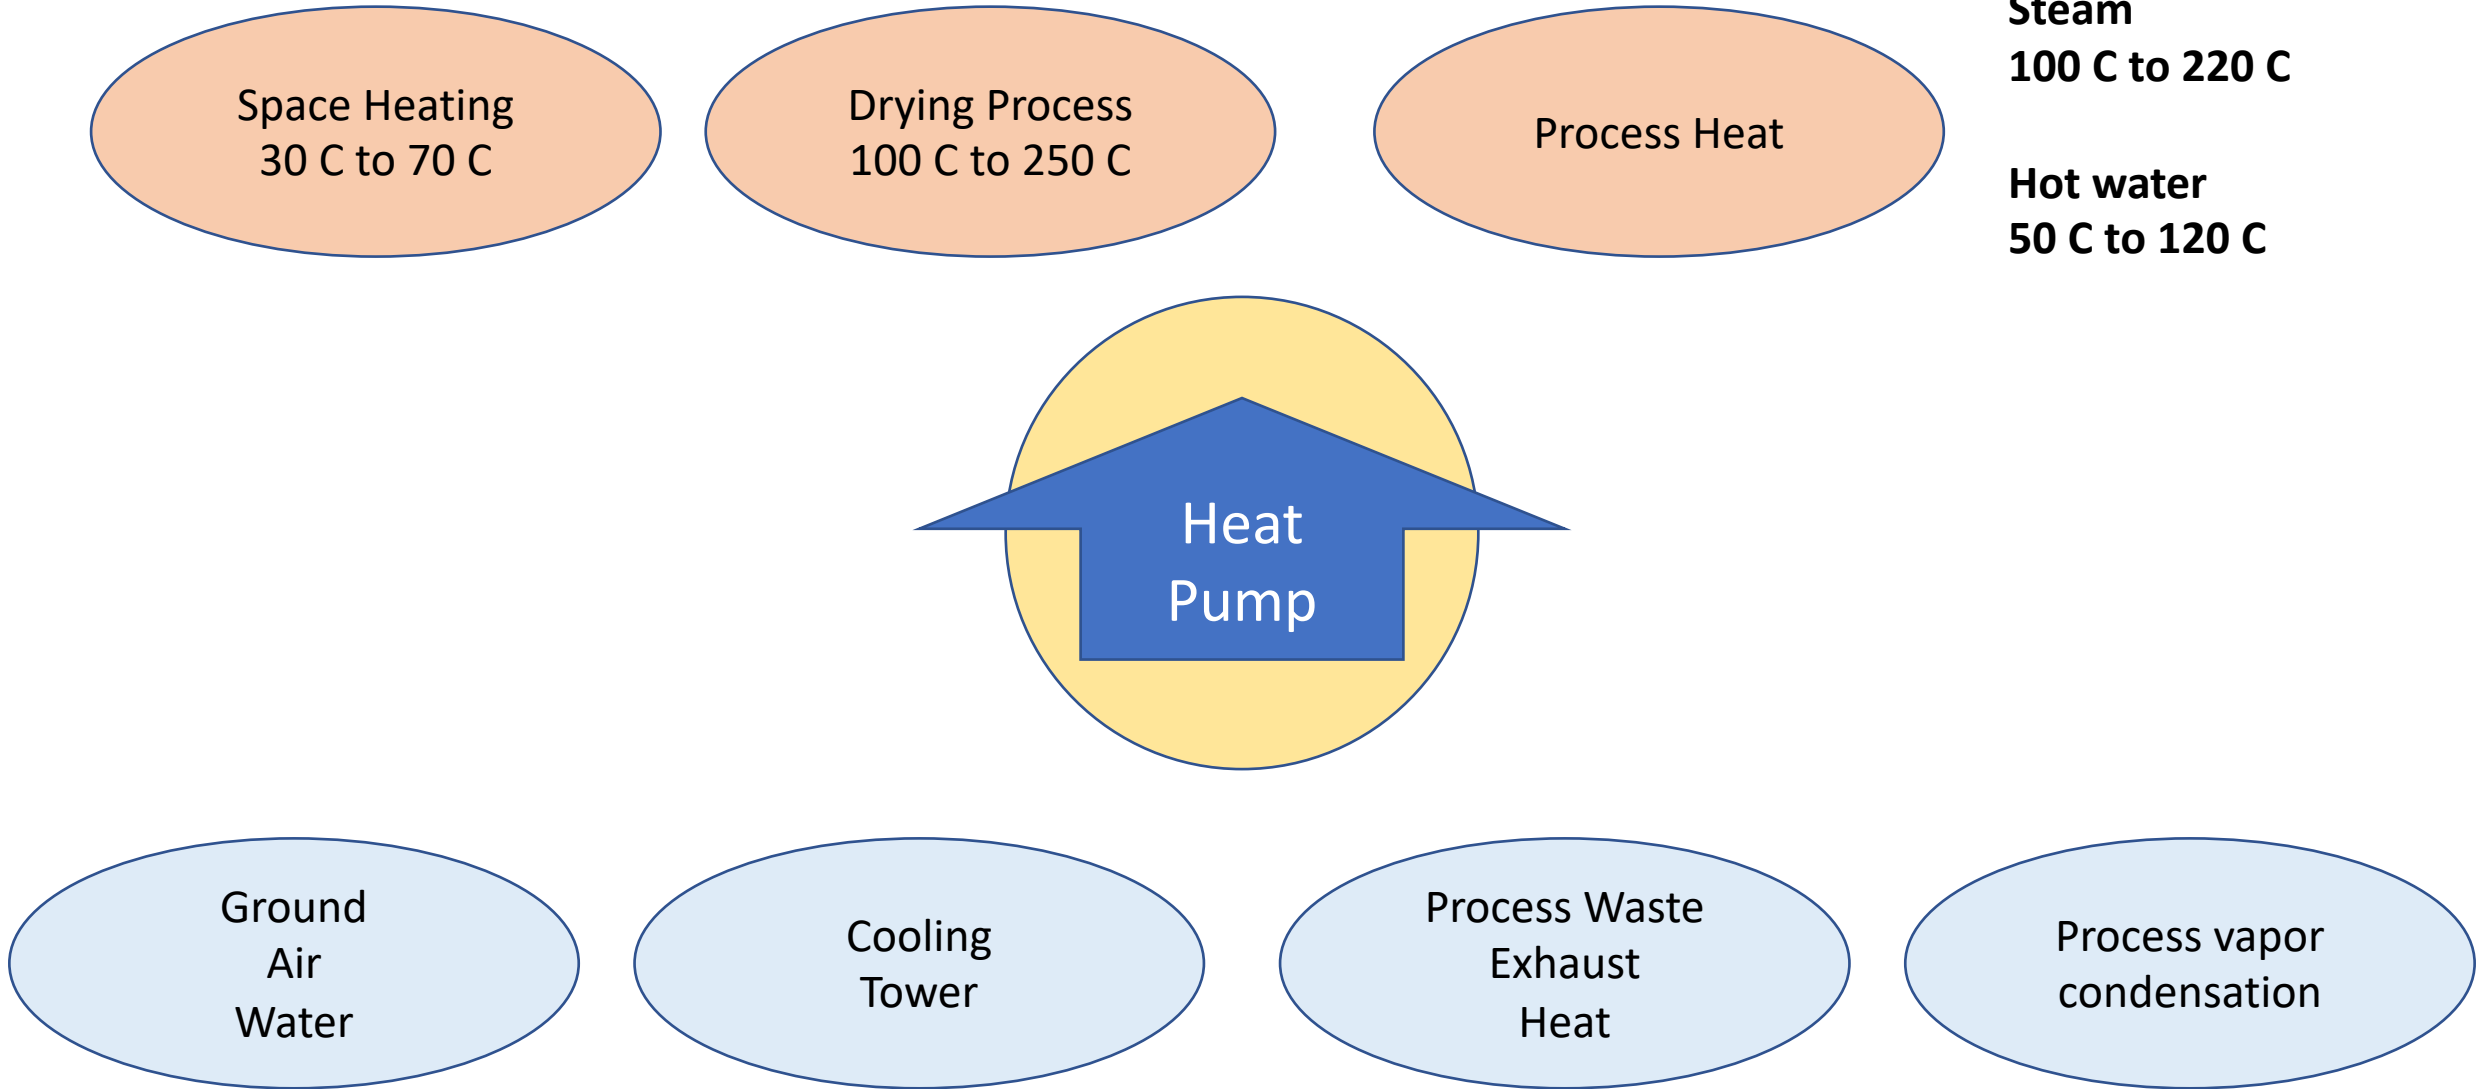 Space Heating
30 C to 70 C
Drying Process
100 C to 250 C
Process Heat
Steam
100 C to 220 C
Hot water
50 C to 120 C
Heat
Pump
Ground
Air
Water
Cooling
Tower
Process Waste
Exhaust
Heat
Process vapor
condensation